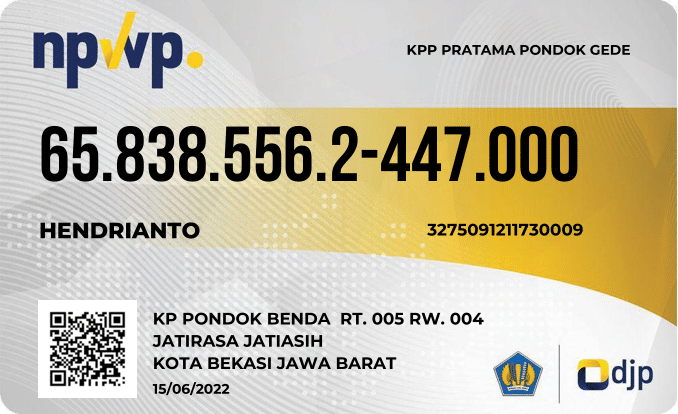 npwp.
KPP PRATAMA PONDOK GEDE
65.838.556.2-447.000
HENDRIANTO
3275091211730009
KP PONDOK BENDA RT. 005 RW. 004
JATIRASA JATIASIH
KOTA BEKASI JAWA BARAT
15/06/2022
djp